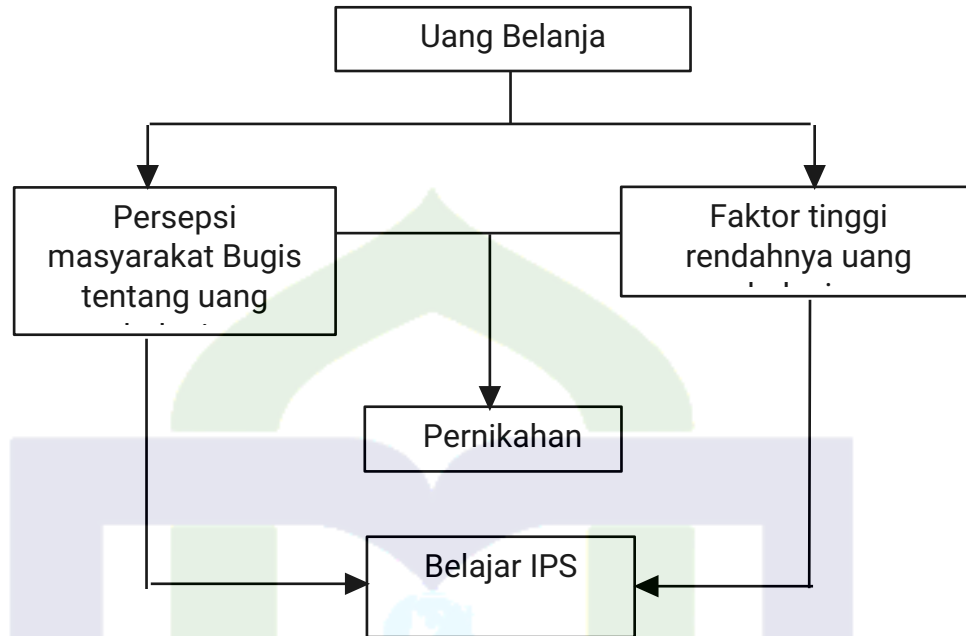 Uang Belanja
Persepsi
masyarakat Bugis
tentang uang
Faktor tinggi
rendahnya uang
Pernikahan
Belajar IPS